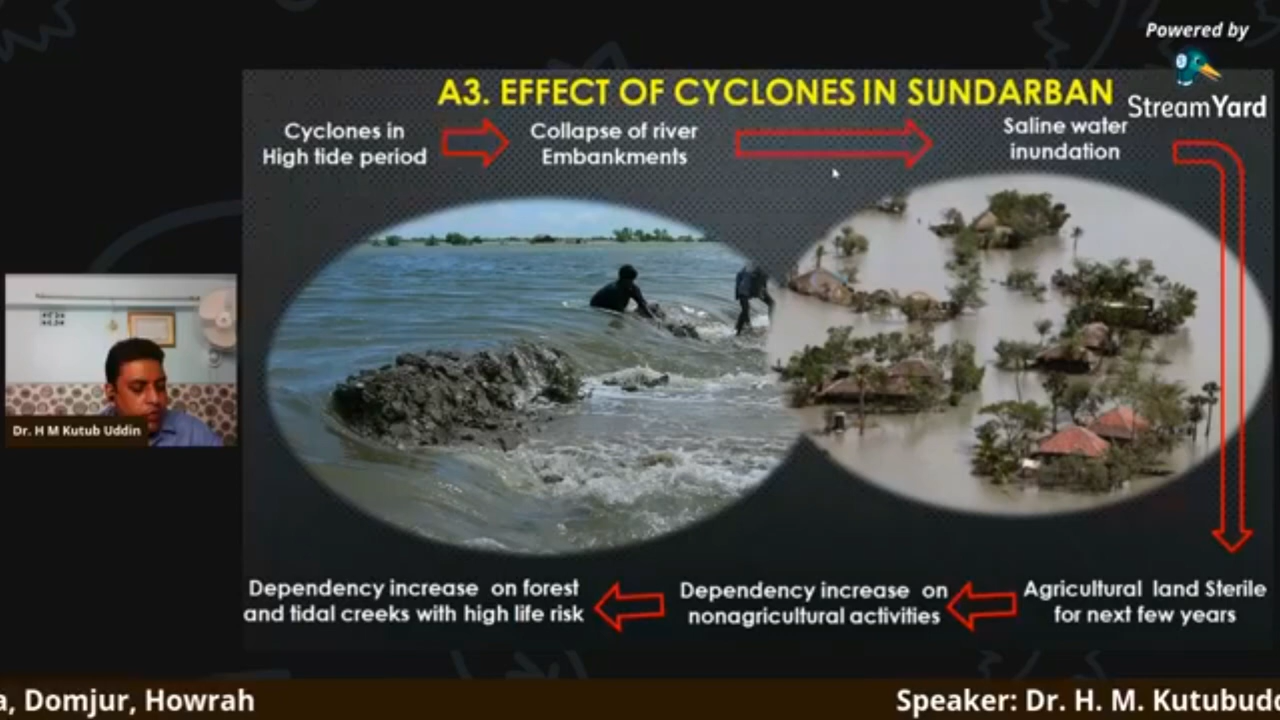 Powered by
StreamYard
A3. EFFECT OF CYCLONES IN SUNDARBAN
Cyclones in
High tide period
Collapse of river
Embankments
Saline water
inundation
Dr. H M Kutub Uddin
Agricultural land Sterile
for next few years
Dependency increase on
nonagricultural activities
Dependency increase on forest
and tidal creeks with high life risk
a, Domjur, Howrah
Speaker: Dr. H. M. Kutubudd